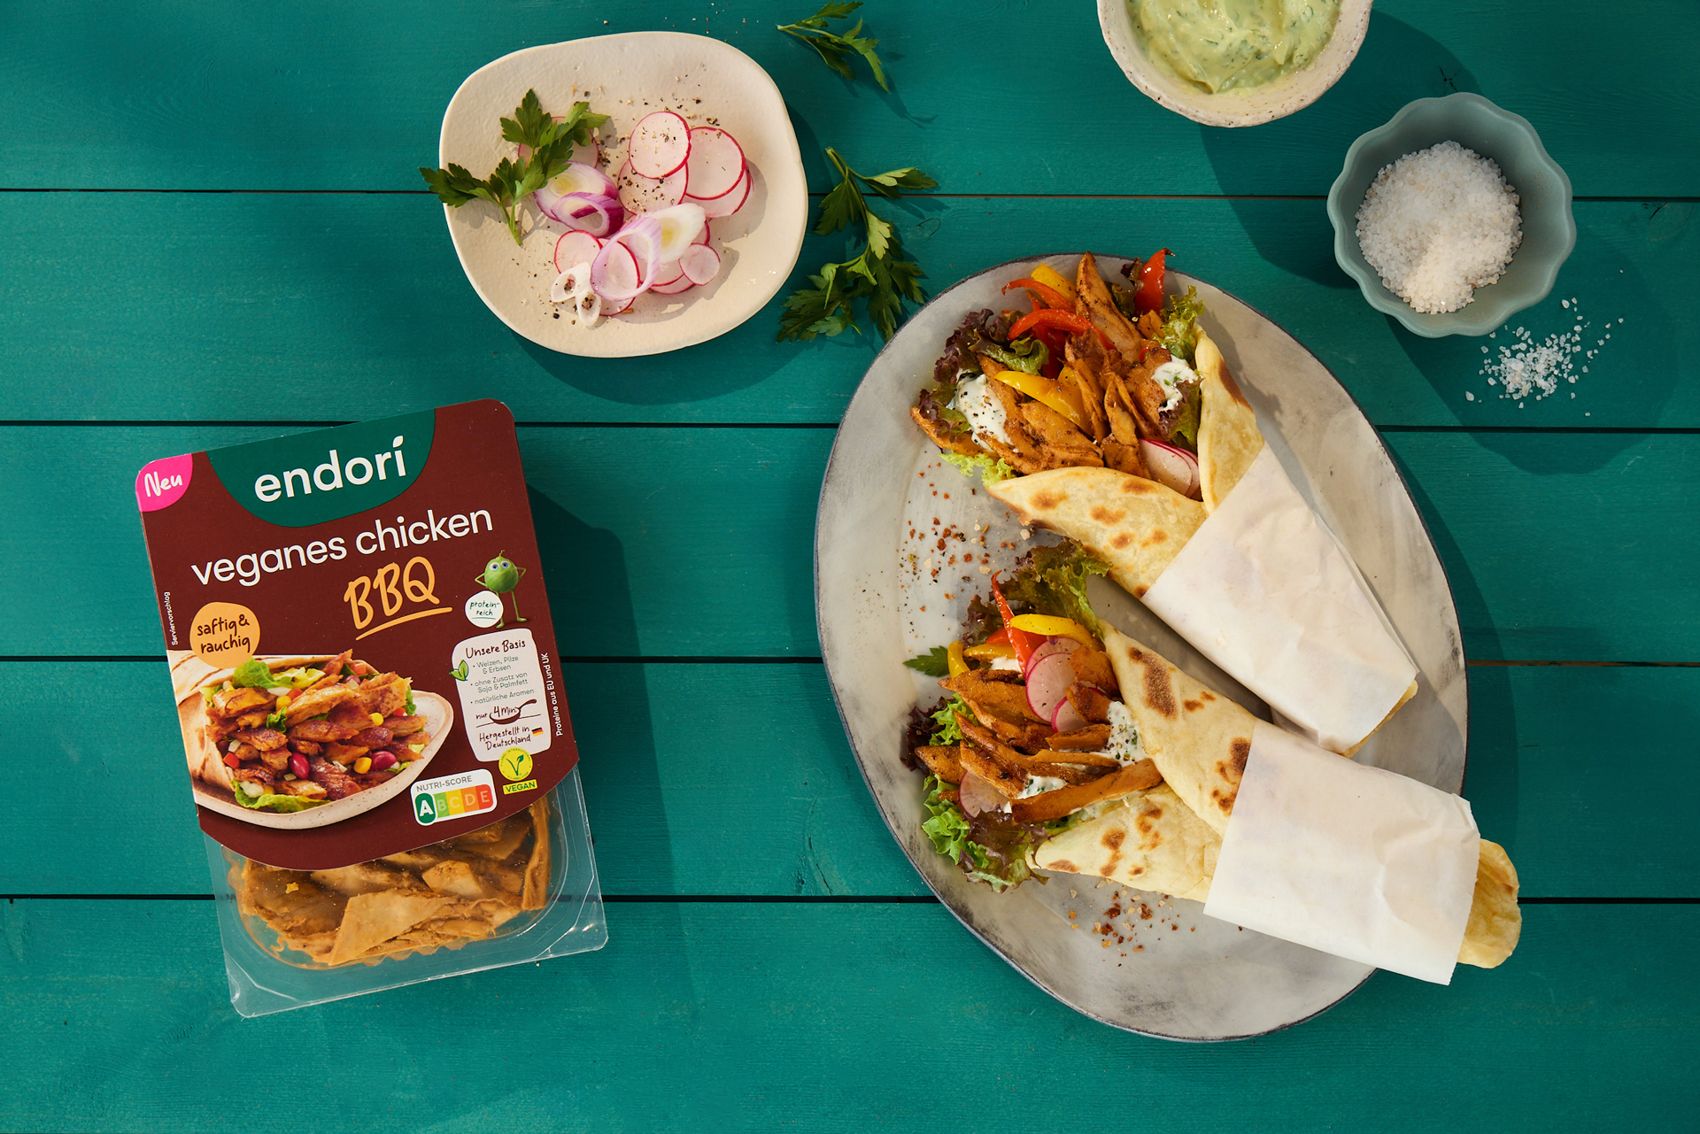 Neu
endori
veganes chicken
BBQ
protein-
reich
saftig &
rauchig
Serviervorschlag
Unsere Basis
• Weizen, Pilze
& Erbsen
• ohne Zusatz von
Soja & Palmfett
• natürliche Aromen
nur 4 Min
Hergestellt in
Deutschland
Proteine aus EU und UK
NUTRI-SCORE
A B C D E
VEGAN